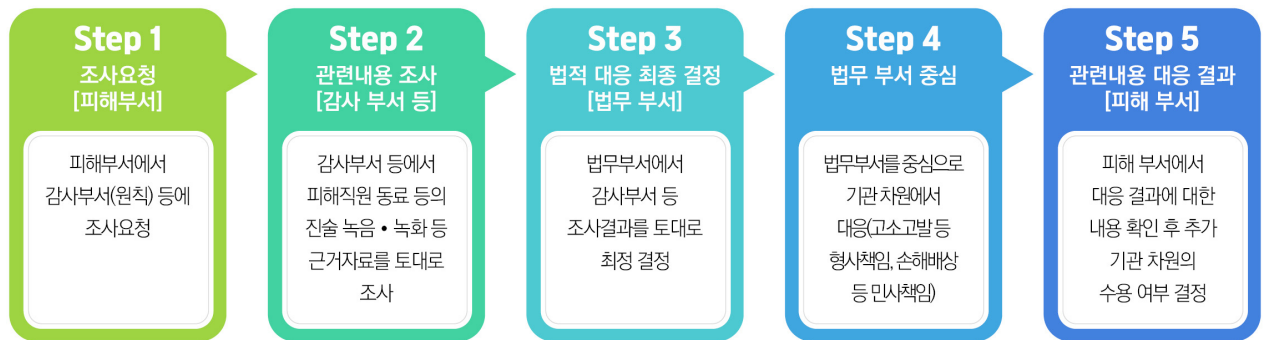 Step 1
조사요청
[피해부서]
피해부서에서
감사부서(원칙) 등에
조사요청
Step 2
관련내용 조사
[감사 부서 등]
감사부서 등에서
피해직원 동료 등의
진술 녹음 • 녹화 등
근거자료를 토대로
조사
Step 3
법적 대응 최종 결정
[법무 부서]
법무부서에서
감사부서 등
조사결과를 토대로
최정 결정
Step 4
법무 부서 중심
법무부서를 중심으로
기관 차원에서
대응(고소고발 등
형사책임, 손해배상
등 민사책임)
Step 5
관련내용 대응 결과
[피해 부서]
피해 부서에서
대응 결과에 대한
내용 확인 후 추가
기관 차원의
수용 여부 결정